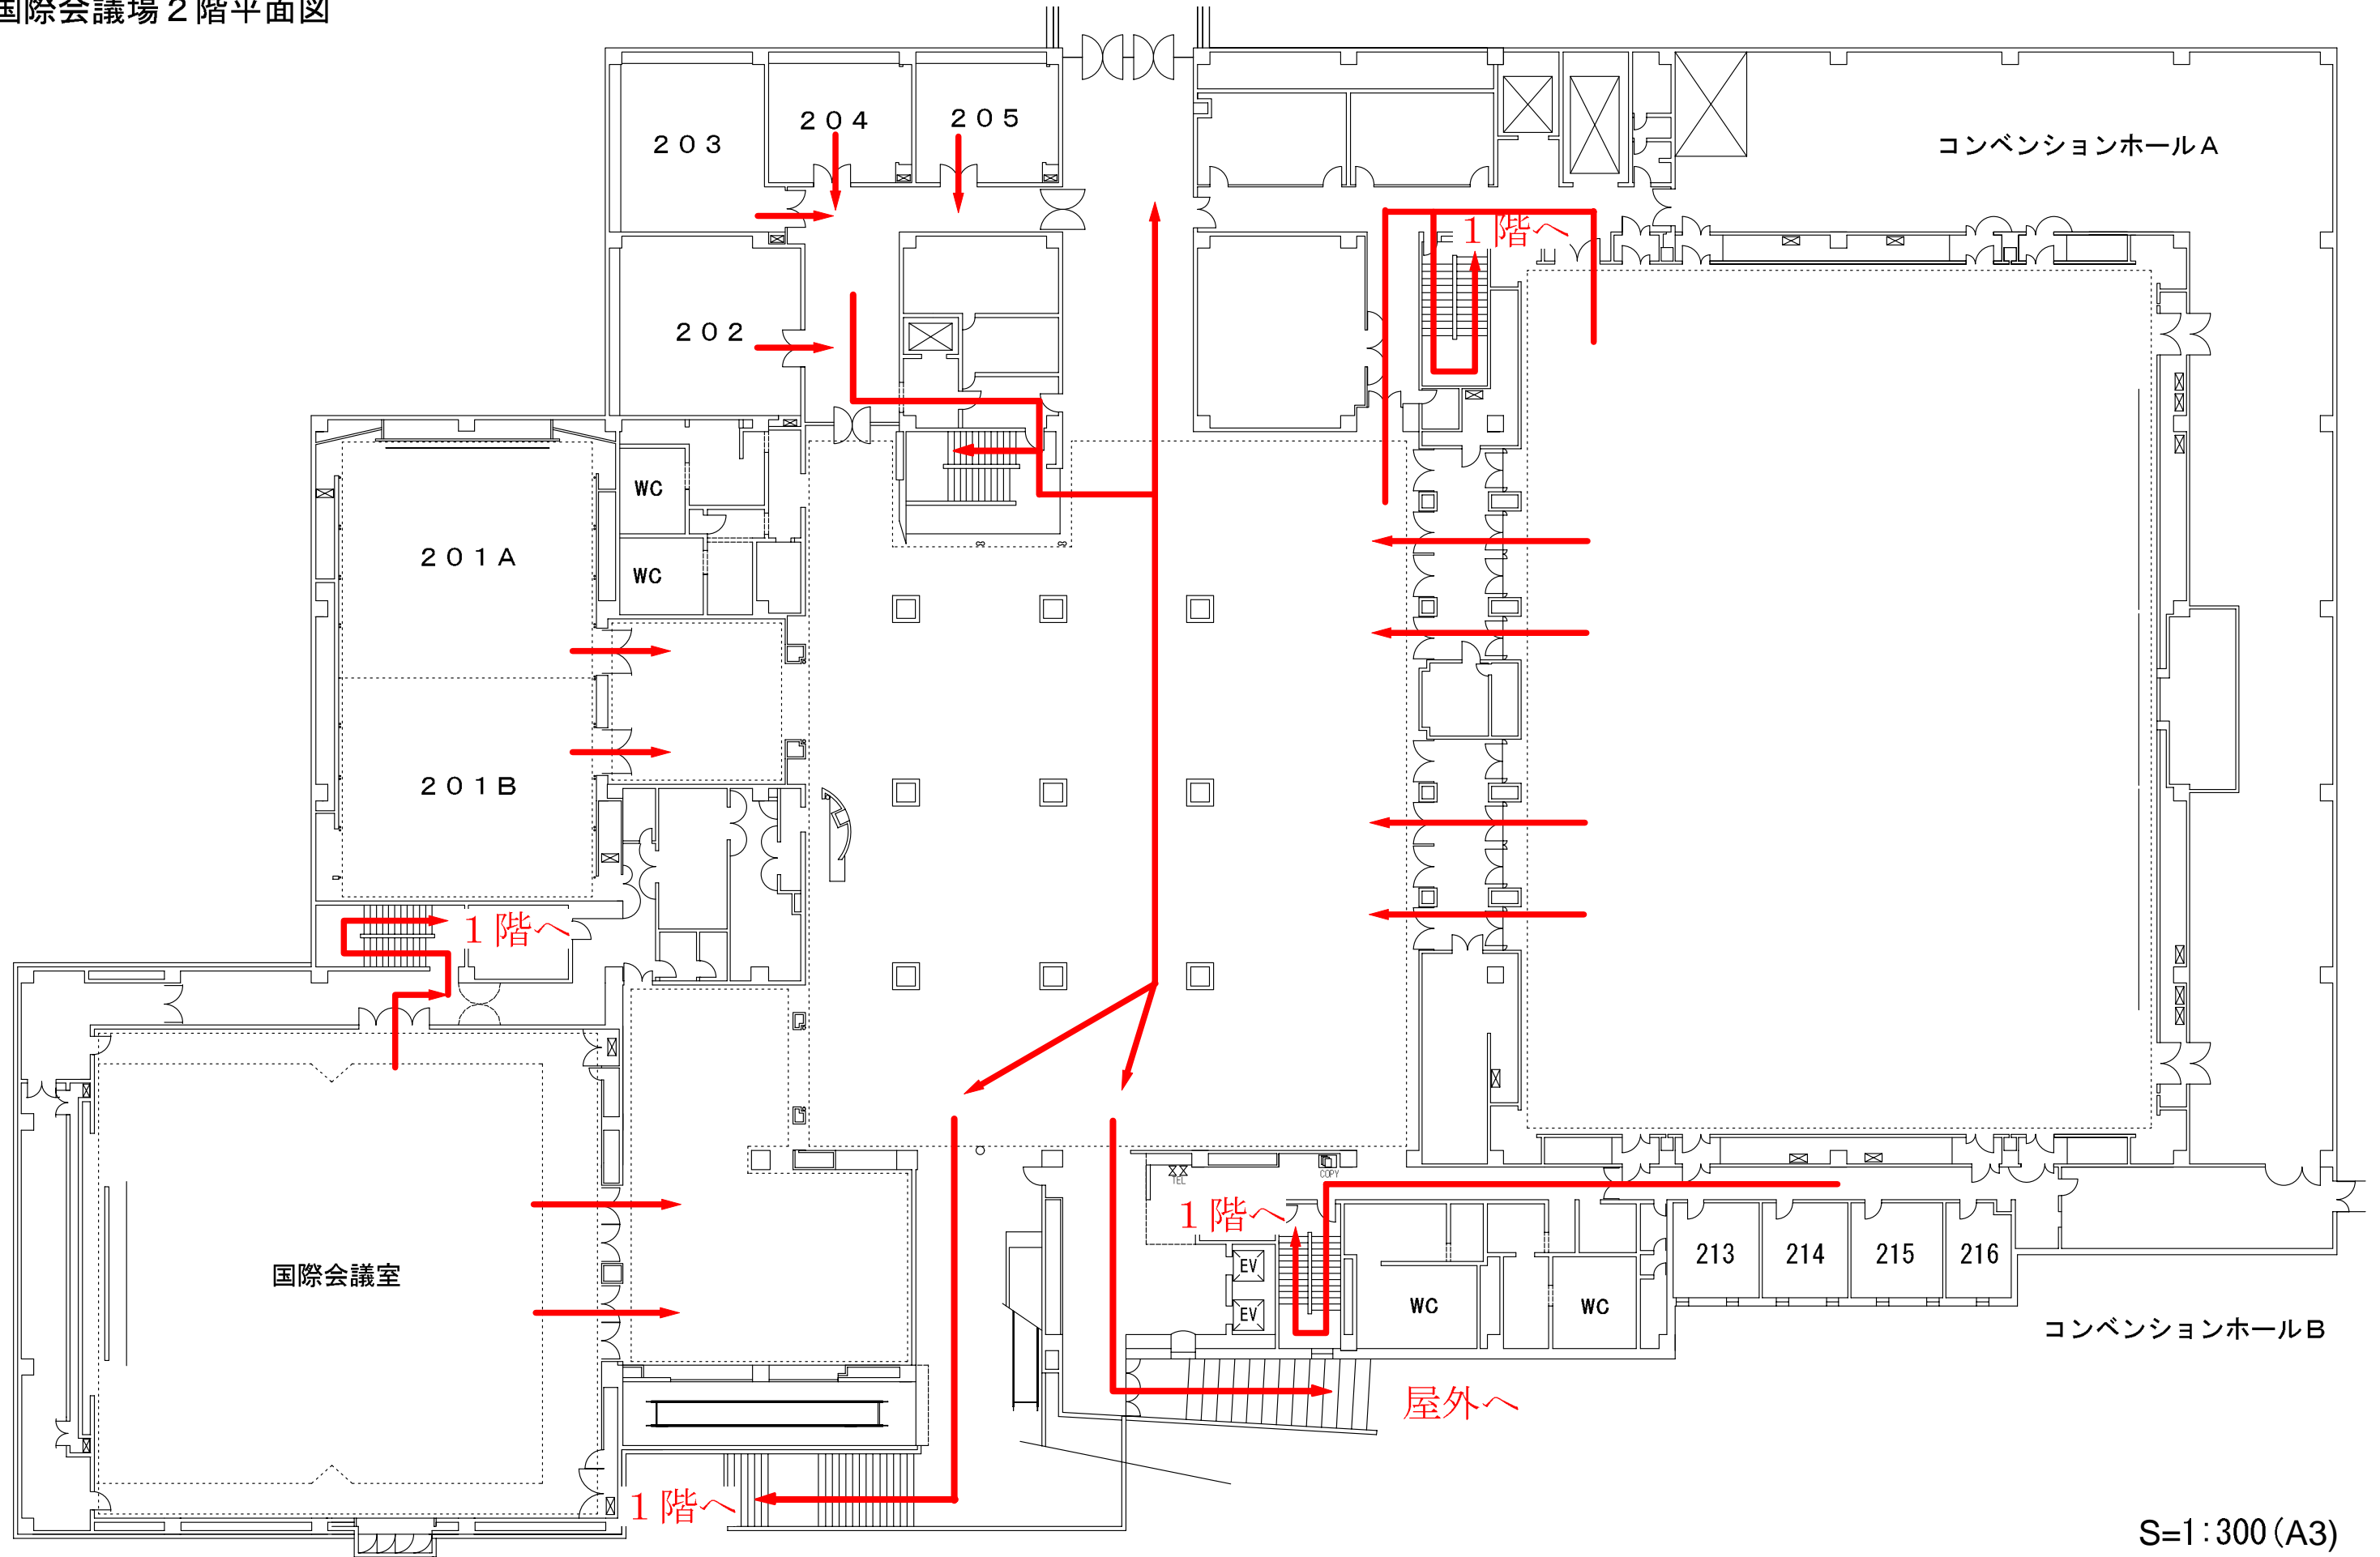 国際会議場２階平面図
２０３
２０４
２０５
コンベンションホールＡ
１階へ
２０２
WC
２０１Ａ
WC
２０１Ｂ
１階へ
TEL
COPY
１階へ
EV
EV
213
214
215
216
国際会議室
WC
WC
コンベンションホールＢ
屋外へ
１階へ
S=1:300(A3)